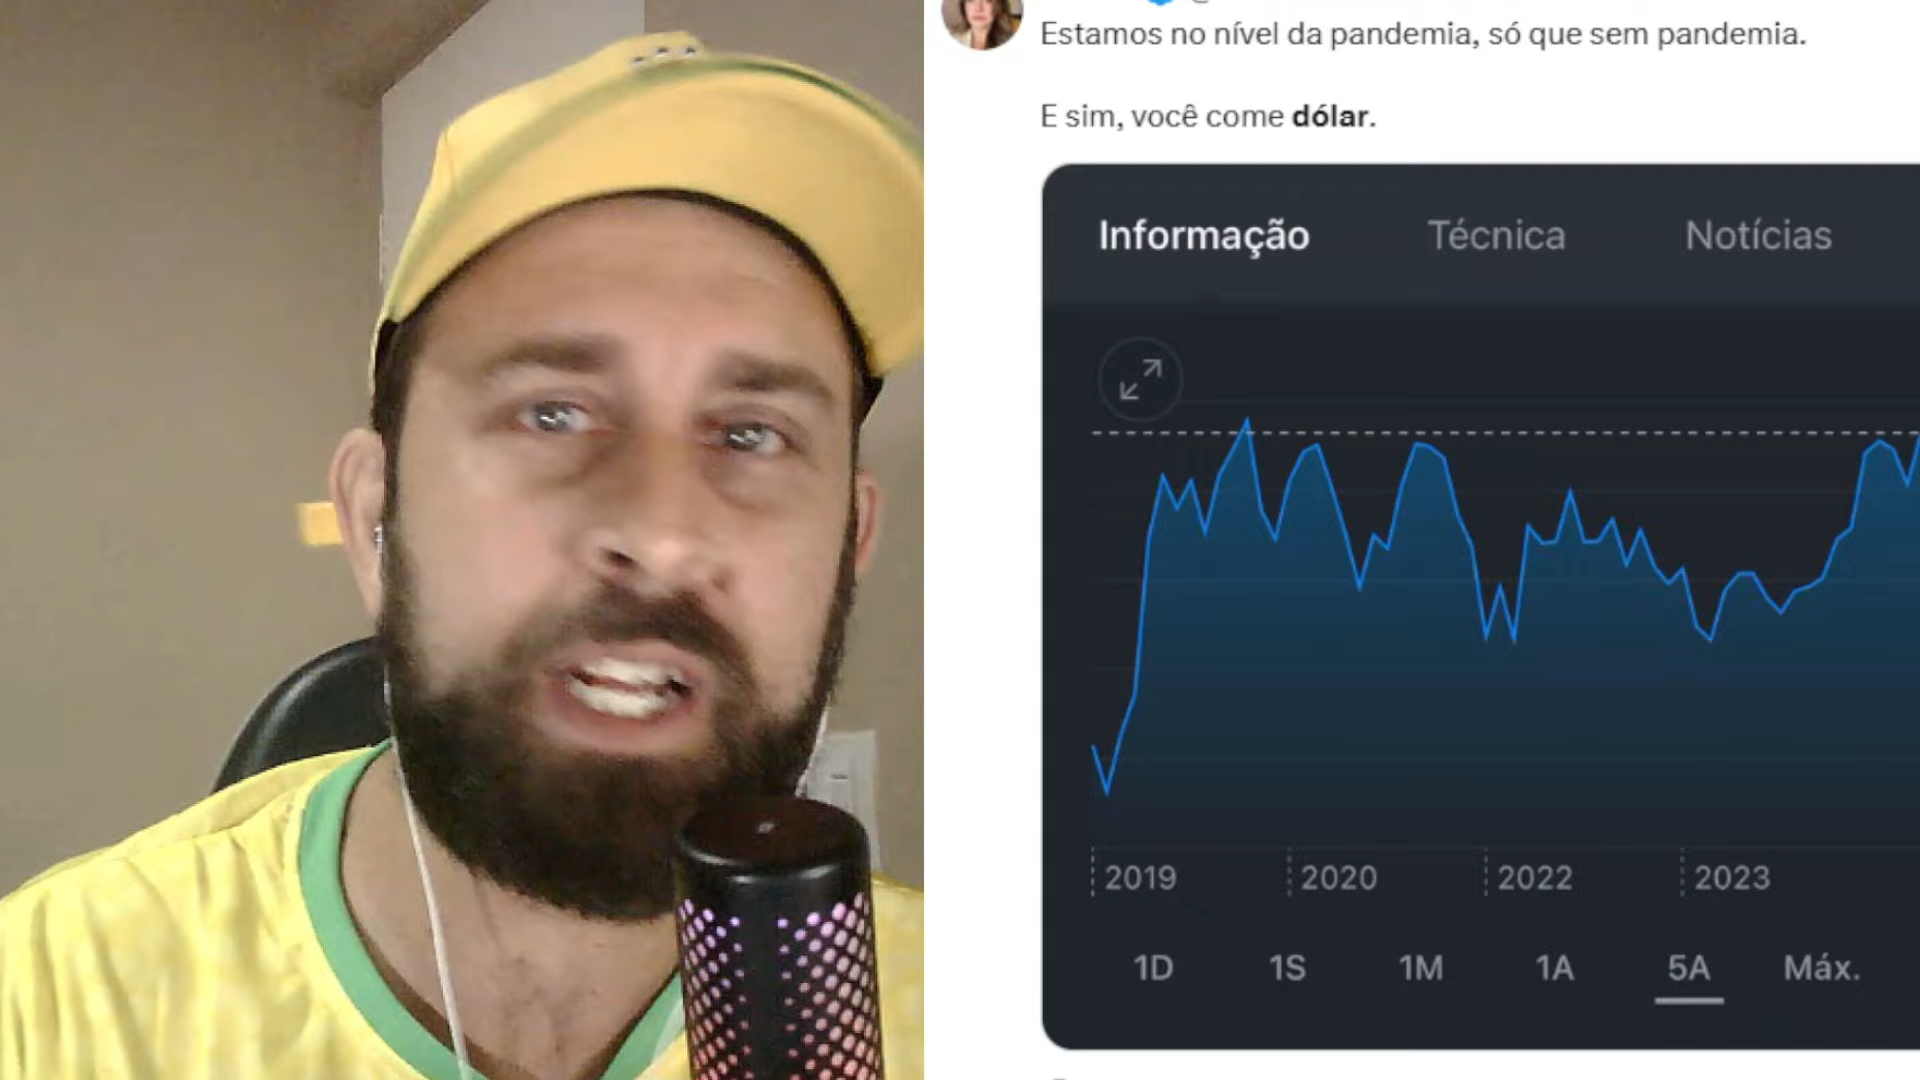 Estamos no nível da pandemia, só que sem pandemia.
E sim, você come dólar.
Informação Técnica Notícias
2019 2020 2022 2023
1D 1S 1M 1A 5A Máx.